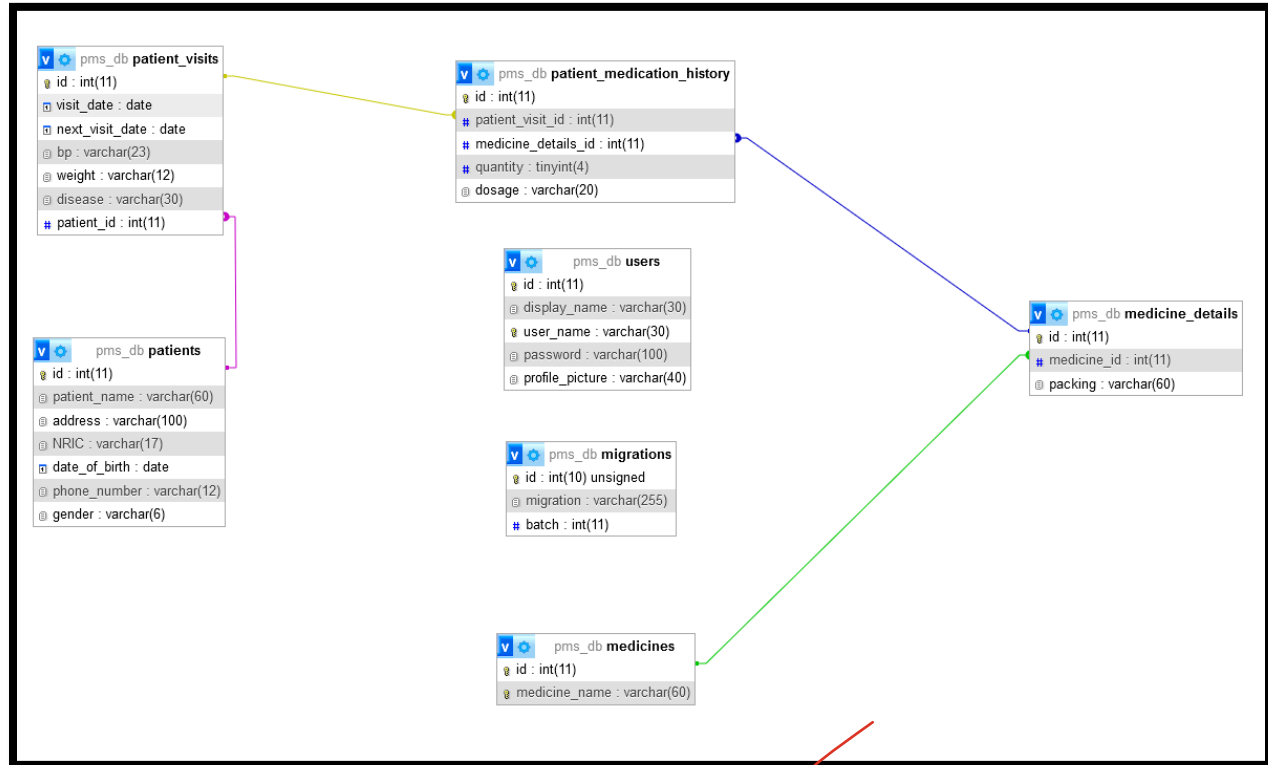 v pms_db patient_visits
id : int(11)
visit_date : date
next_visit_date : date
bp : varchar(23)
weight : varchar(12)
disease : varchar(30)
# patient_id : int(11)
v pms_db patient_medication_history
id : int(11)
# patient_visit_id : int(11)
# medicine_details_id : int(11)
# quantity : tinyint(4)
dosage : varchar(20)
v pms_db users
id : int(11)
display_name : varchar(30)
user_name : varchar(30)
password : varchar(100)
profile_picture : varchar(40)
v pms_db medicine_details
id : int(11)
# medicine_id : int(11)
packing : varchar(60)
v pms_db patients
id : int(11)
patient_name : varchar(60)
address : varchar(100)
NRIC : varchar(17)
date_of_birth : date
phone_number : varchar(12)
gender : varchar(6)
v pms_db migrations
id : int(10) unsigned
migration : varchar(255)
# batch : int(11)
v pms_db medicines
id : int(11)
medicine_name : varchar(60)